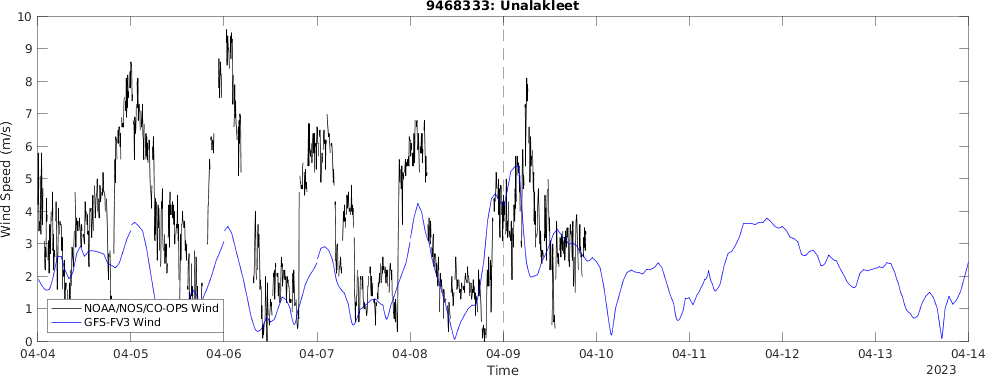 9468333: Unalakleet
10
9
8
7
6
5
4
3
2
1
0
Wind Speed (m/s)
NOAA/NOS/CO-OPS Wind
GFS-FV3 Wind
04-04 04-05 04-06 04-07 04-08 04-09 04-10 04-11 04-12 04-13 04-14
Time
2023